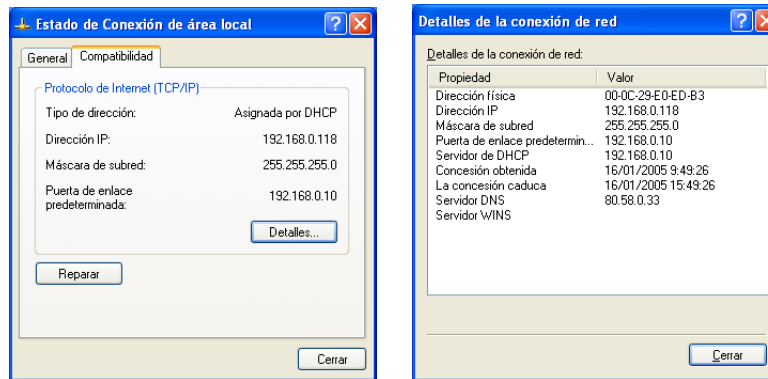 Estado de Conexión de área local
General Compatibilidad
Protocolo de Internet (TCP/IP)
Tipo de dirección: Asignada por DHCP
Dirección IP: 192.168.0.118
Máscara de subred: 255.255.255.0
Puerta de enlace
predeterminada: 192.168.0.10
Detalles...
Reparar
Cerrar
Detalles de la conexión de red
Detalles de la conexión de red:
Propiedad Valor
Dirección física 00-0C-29-E0-ED-B3
Dirección IP 192.168.0.118
Máscara de subred 255.255.255.0
Puerta de enlace predetermin... 192.168.0.10
Servidor de DHCP 192.168.0.10
Concesión obtenida 16/01/2005 9:49:26
La concesión caduca 16/01/2005 15:49:26
Servidor DNS 80.58.0.33
Servidor WINS
Cerrar